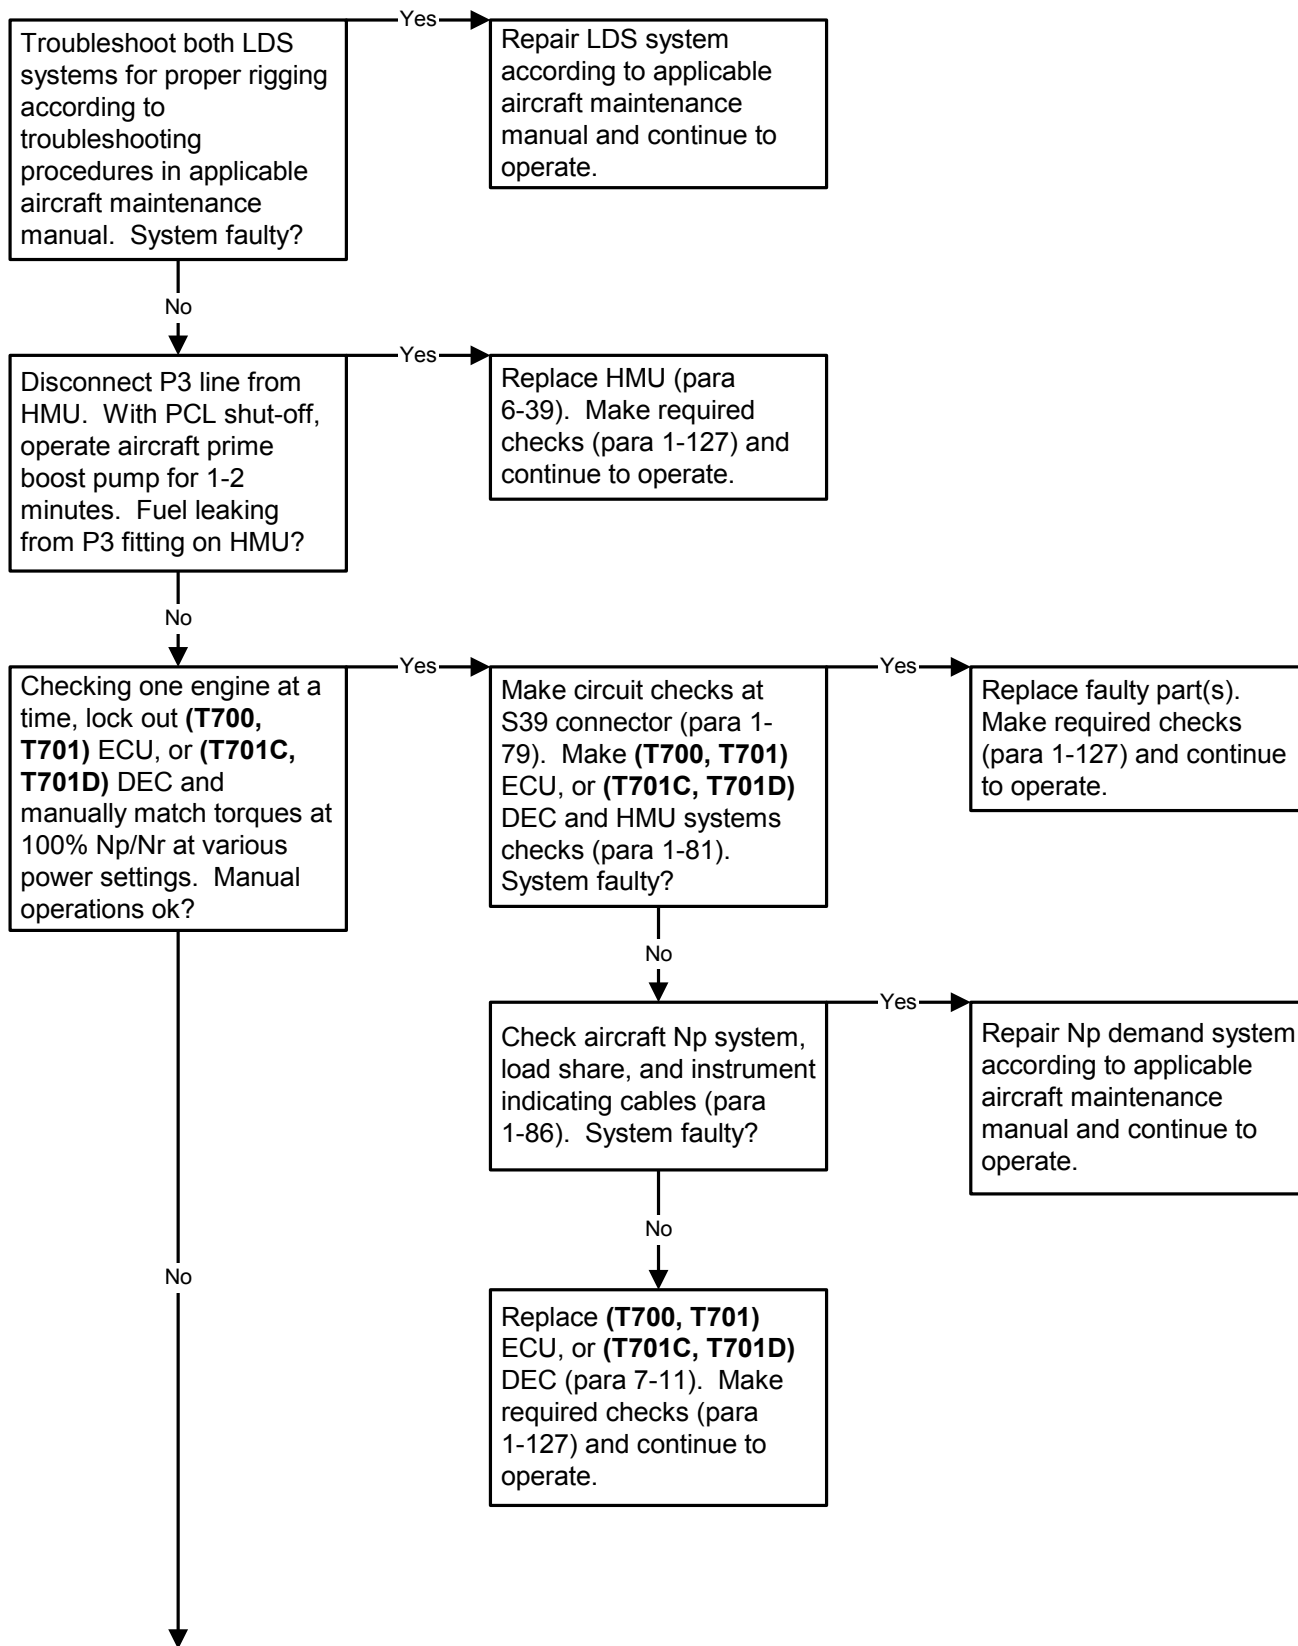 Troubleshoot both LDS
systems for proper rigging
according to
troubleshooting
procedures in applicable
aircraft maintenance
manual.  System faulty?
Yes
Repair LDS system
according to applicable
aircraft maintenance
manual and continue to
operate.
No
Disconnect P3 line from
HMU.  With PCL shut-off,
operate aircraft prime
boost pump for 1-2
minutes.  Fuel leaking
from P3 fitting on HMU?
Yes
Replace HMU (para
6-39).  Make required
checks (para 1-127) and
continue to operate.
No
Checking one engine at a
time, lock out (T700,
T701) ECU, or (T701C,
T701D) DEC and
manually match torques at
100% Np/Nr at various
power settings.  Manual
operations ok?
Yes
Make circuit checks at
S39 connector (para 1-
79).  Make (T700, T701)
ECU, or (T701C, T701D)
DEC and HMU systems
checks (para 1-81).
System faulty?
Yes
Replace faulty part(s).
Make required checks
(para 1-127) and continue
to operate.
No
Check aircraft Np system,
load share, and instrument
indicating cables (para
1-86).  System faulty?
Yes
Repair Np demand system
according to applicable
aircraft maintenance
manual and continue to
operate.
No
Replace (T700, T701)
ECU, or (T701C, T701D)
DEC (para 7-11).  Make
required checks (para
1-127) and continue to
operate.
No